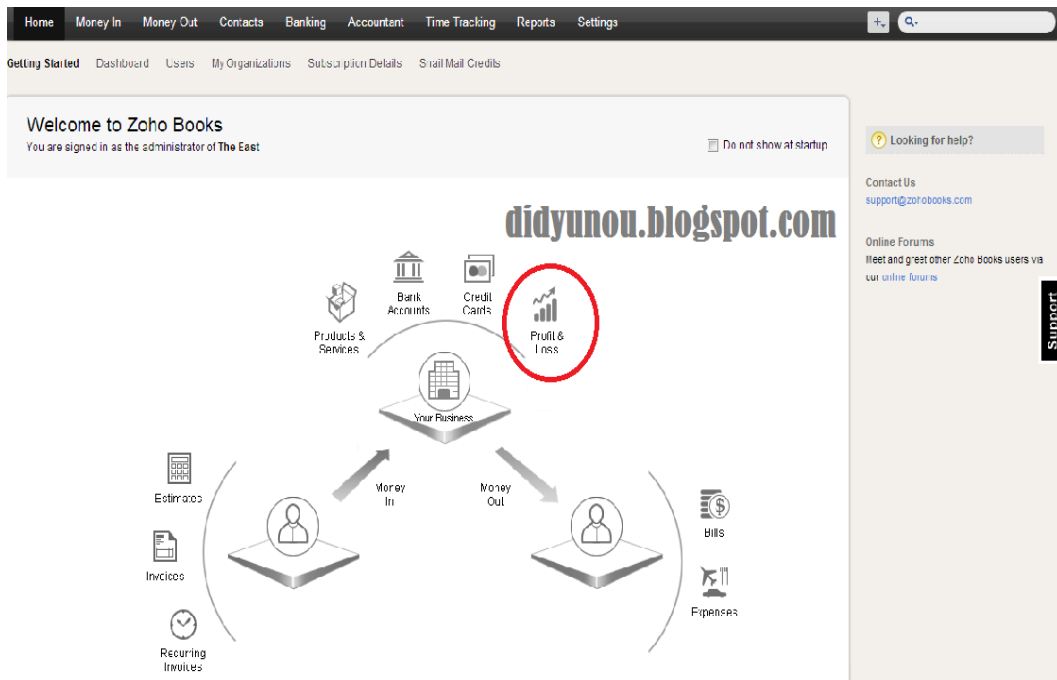 Home Money In Money Out Contacts Banking Accountant Time Tracking Reports Settings
Getting Started Dashboard Users My Organizations Subscription Details Snail Mail Credits
Welcome to Zoho Books
You are signed in as the administrator of The East
Do not show at startup
didyunou.blogspot.com
Bank
Accounts
Credit
Cards
Products &
Services
Profit &
Loss
Your Business
Money
In
Money
Out
Estimates
Invoices
Recurring
Invoices
Bills
Expenses
? Looking for help?
Contact Us
support@zohobooks.com
Online Forums
Meet and greet other Zoho Books users via
our online forums
Support